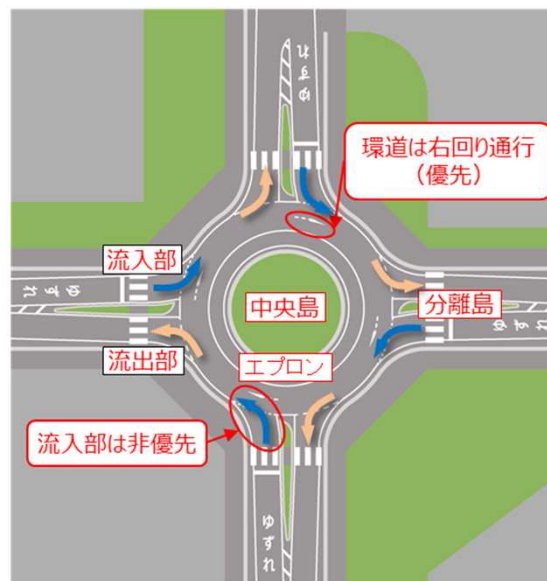 ゆずれ
環道は右回り通行
（優先）
流入部
ゆずれ
中央島
分離島
ゆずれ
流出部
エプロン
流入部は非優先
ゆずれ